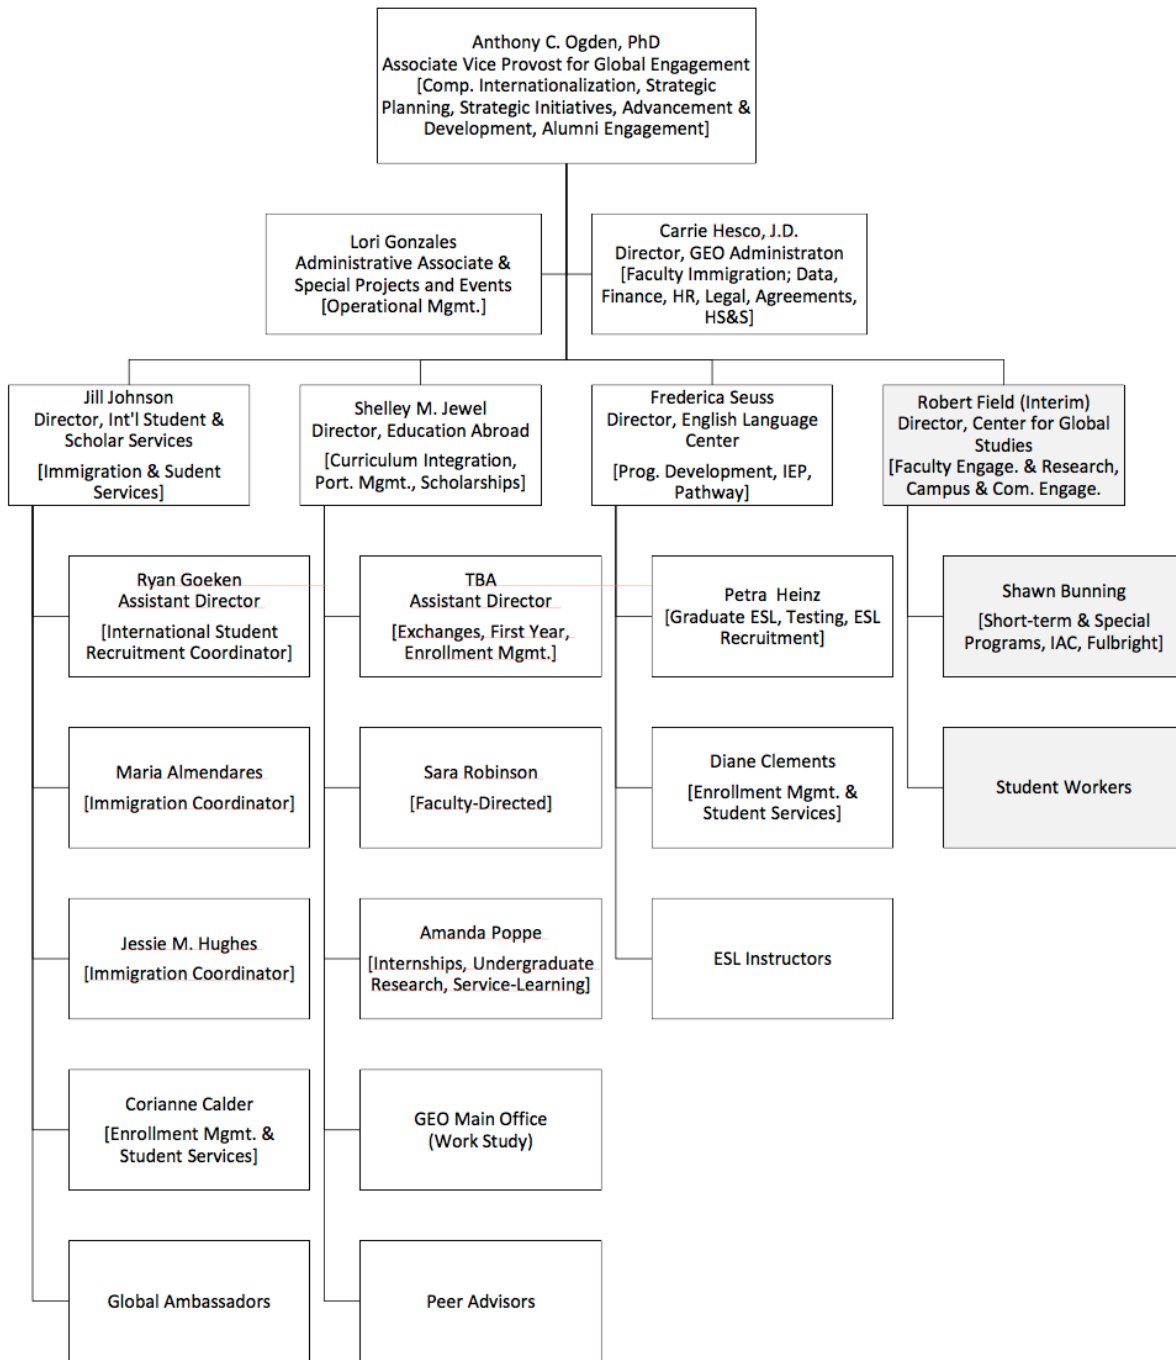 Anthony C. Ogden, PhD
Associate Vice Provost for Global Engagement
[Comp. Internationalization, Strategic
Planning, Strategic Initiatives, Advancement &
Development, Alumni Engagement]
Lori Gonzales
Administrative Associate &
Special Projects and Events
[Operational Mgmt.]
Carrie Hesco, J.D.
Director, GEO Administraton
[Faculty Immigration; Data,
Finance, HR, Legal, Agreements,
HS&S]
Jill Johnson
Director, Int'l Student &
Scholar Services
[Immigration & Sudent
Services]
Shelley M. Jewel
Director, Education Abroad
[Curriculum Integration,
Port. Mgmt., Scholarships]
Frederica Seuss
Director, English Language
Center
[Prog. Development, IEP,
Pathway]
Robert Field (Interim)
Director, Center for Global
Studies
[Faculty Engage. & Research,
Campus & Com. Engage.
Ryan Goeken
Assistant Director
[International Student
Recruitment Coordinator]
TBA
Assistant Director
[Exchanges, First Year,
Enrollment Mgmt.]
Petra Heinz
[Graduate ESL, Testing, ESL
Recruitment]
Shawn Bunning
[Short-term & Special
Programs, IAC, Fulbright]
Maria Almendares
[Immigration Coordinator]
Sara Robinson
[Faculty-Directed]
Diane Clements
[Enrollment Mgmt. &
Student Services]
Student Workers
Jessie M. Hughes
[Immigration Coordinator]
Amanda Poppe
[Internships, Undergraduate
Research, Service-Learning]
ESL Instructors
Corianne Calder
[Enrollment Mgmt. &
Student Services]
GEO Main Office
(Work Study)
Global Ambassadors
Peer Advisors